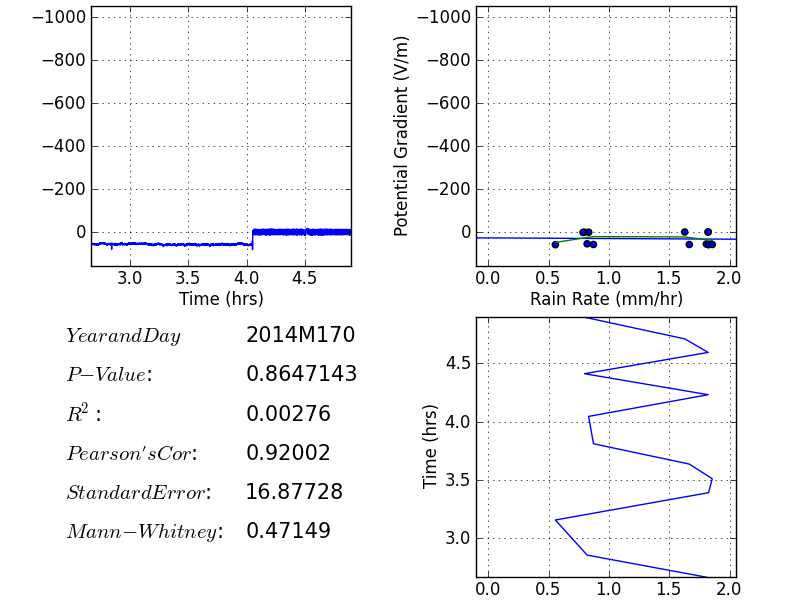 −1000
−800
−600
−400
−200
0
3.0 3.5 4.0 4.5
Time (hrs)
Potential Gradient (V/m)
−1000
−800
−600
−400
−200
0
0.0 0.5 1.0 1.5 2.0
Rain Rate (mm/hr)
YearandDay 2014M170
P−Value: 0.8647143
R²: 0.00276
Pearson'sCor: 0.92002
StandardError: 16.87728
Mann−Whitney: 0.47149
Time (hrs)
4.5
4.0
3.5
3.0
0.0 0.5 1.0 1.5 2.0